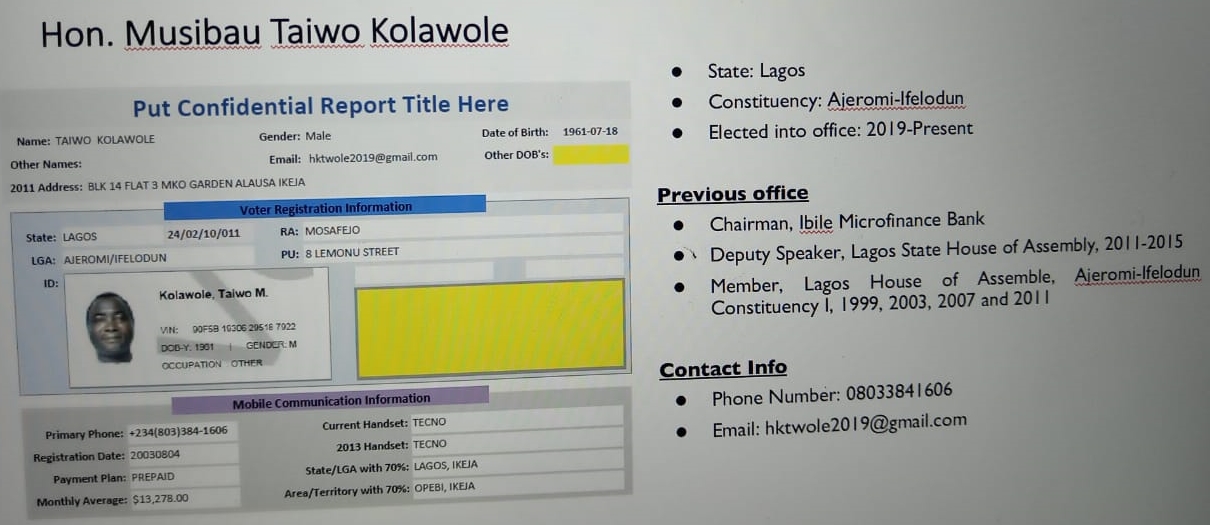 Hon. Musibau Taiwo Kolawole
Put Confidential Report Title Here
Name: TAIWO KOLAWOLE
Gender: Male
Date of Birth: 1961-07-18
Other Names:
Email: hktwole2019@gmail.com
Other DOB's:
2011 Address: BLK 14 FLAT 3 MKO GARDEN ALAUSA IKEJA
Voter Registration Information
State: LAGOS
24/02/10/011
RA: MOSAFEJO
LGA: AJEROMI/IFELODUN
PU: 8 LEMONU STREET
ID:
Kolawole, Taiwo M.
VIN: 90F5B 19306 29518 7922
DOB-Y: 1901 | GENDER: M
OCCUPATION OTHER
Mobile Communication Information
Primary Phone: +234(803)384-1606
Current Handset: TECNO
Registration Date: 20030804
2013 Handset: TECNO
Payment Plan: PREPAID
State/LGA with 70%: LAGOS, IKEJA
Monthly Average: $13,278.00
Area/Territory with 70%: OPEBI, IKEJA
● State: Lagos
● Constituency: Ajeromi-Ifelodun
● Elected into office: 2019-Present
Previous office
● Chairman, Ibile Microfinance Bank
● Deputy Speaker, Lagos State House of Assembly, 2011-2015
● Member, Lagos House of Assemble, Ajeromi-Ifelodun
Constituency I, 1999, 2003, 2007 and 2011
Contact Info
● Phone Number: 08033841606
● Email: hktwole2019@gmail.com